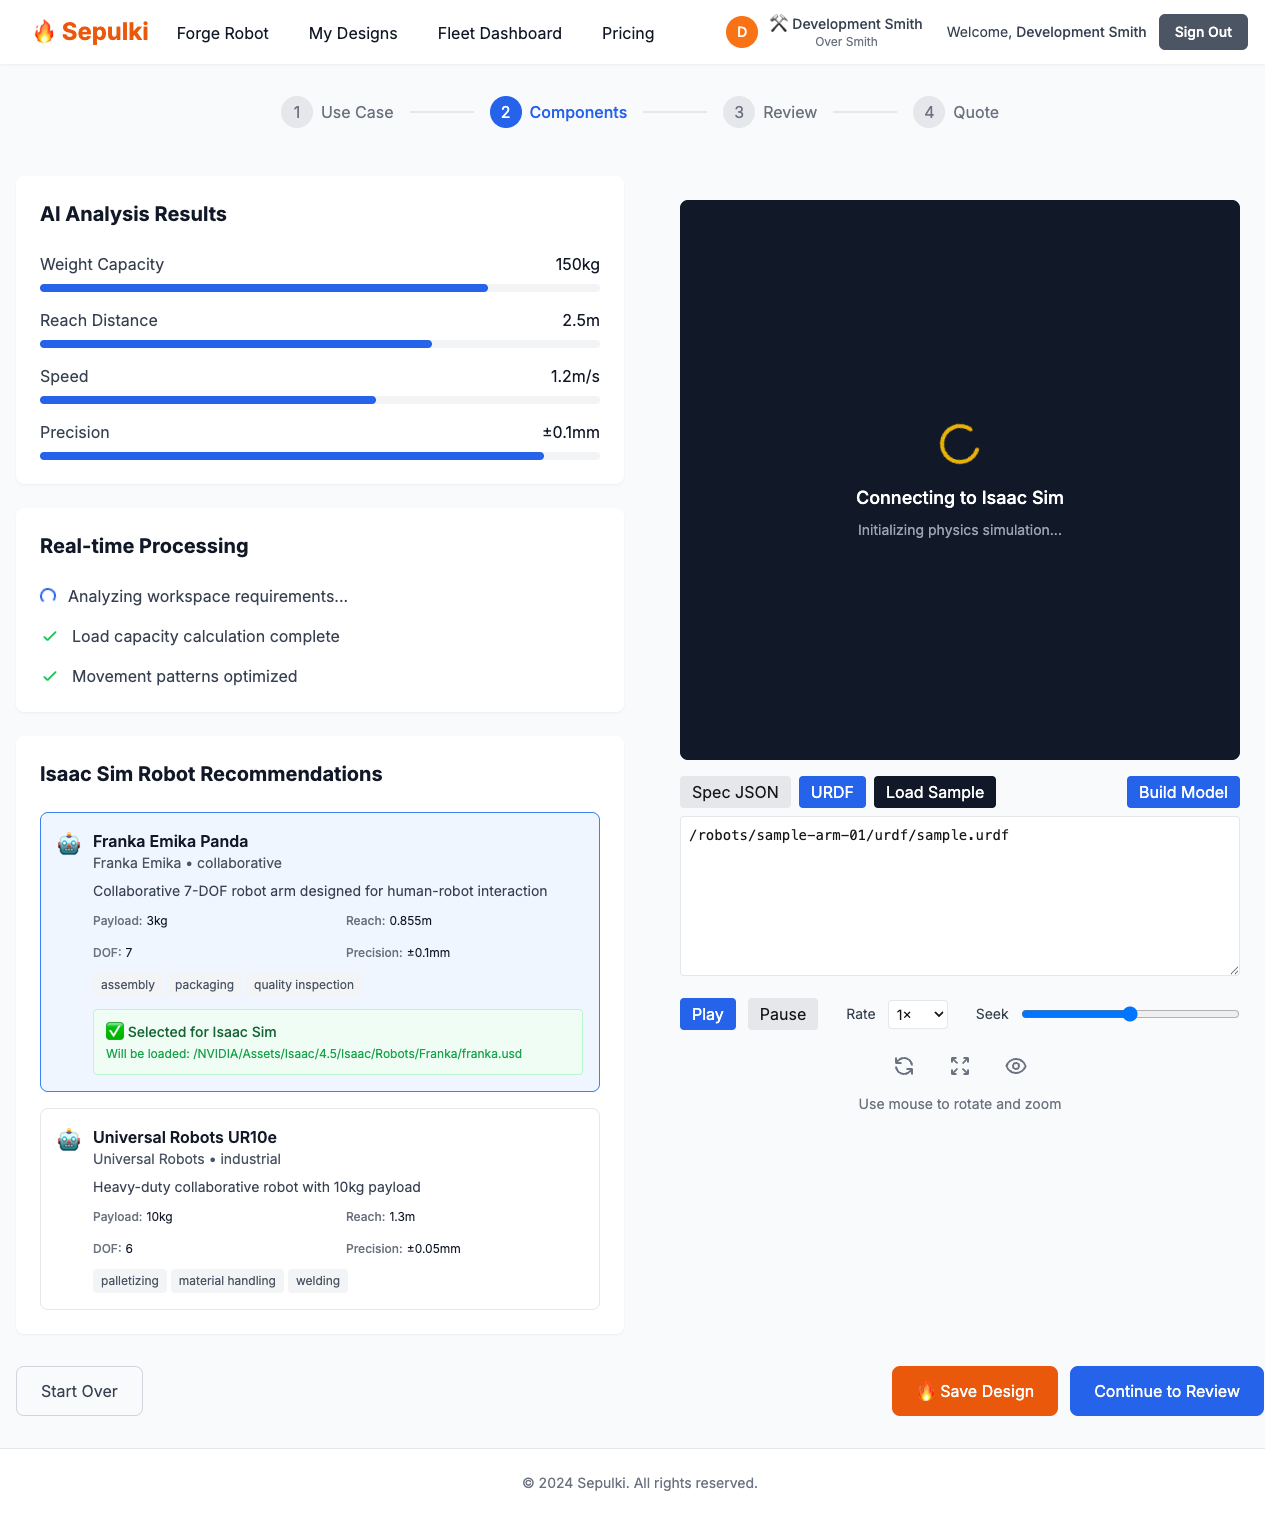 Sepulki
Forge Robot
My Designs
Fleet Dashboard
Pricing
D
Development Smith
Over Smith
Welcome, Development Smith
Sign Out
1 Use Case
2 Components
3 Review
4 Quote
AI Analysis Results
Weight Capacity 150kg
Reach Distance 2.5m
Speed 1.2m/s
Precision ±0.1mm
Real-time Processing
Analyzing workspace requirements...
Load capacity calculation complete
Movement patterns optimized
Isaac Sim Robot Recommendations
Franka Emika Panda
Franka Emika • collaborative
Collaborative 7-DOF robot arm designed for human-robot interaction
Payload: 3kg Reach: 0.855m
DOF: 7 Precision: ±0.1mm
assembly packaging quality inspection
✅ Selected for Isaac Sim
Will be loaded: /NVIDIA/Assets/Isaac/4.5/Isaac/Robots/Franka/franka.usd
Universal Robots UR10e
Universal Robots • industrial
Heavy-duty collaborative robot with 10kg payload
Payload: 10kg Reach: 1.3m
DOF: 6 Precision: ±0.05mm
palletizing material handling welding
Connecting to Isaac Sim
Initializing physics simulation...
Spec JSON URDF Load Sample Build Model
/robots/sample-arm-01/urdf/sample.urdf
Play Pause Rate 1× Seek
Use mouse to rotate and zoom
Start Over
🔥 Save Design
Continue to Review
© 2024 Sepulki. All rights reserved.